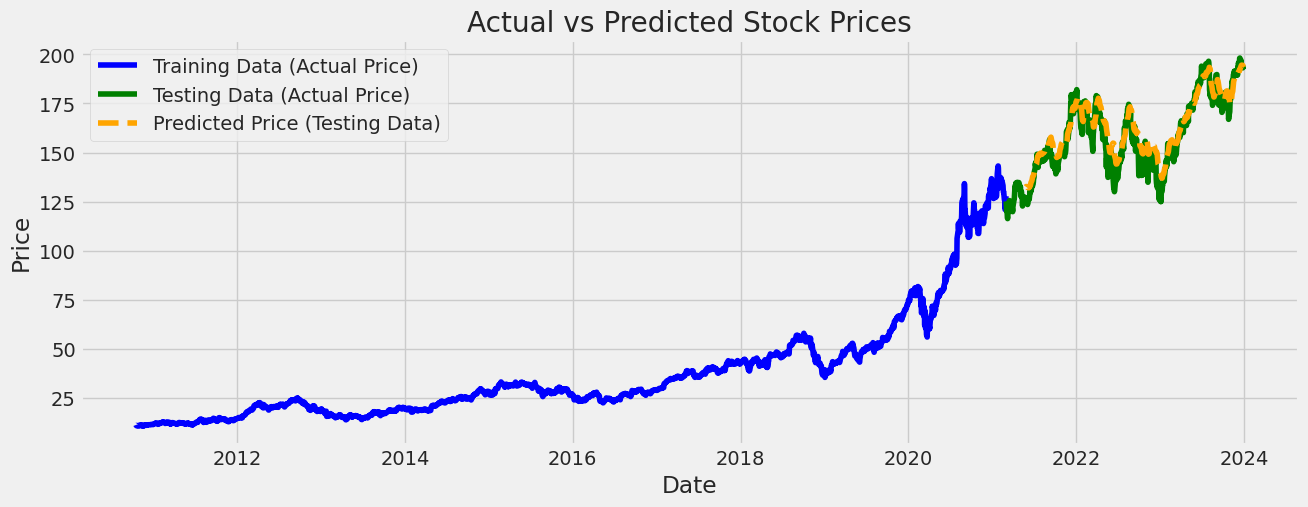 Actual vs Predicted Stock Prices
Training Data (Actual Price)
Testing Data (Actual Price)
Predicted Price (Testing Data)
Price
200
175
150
125
100
75
50
25
2012 2014 2016 2018 2020 2022 2024
Date